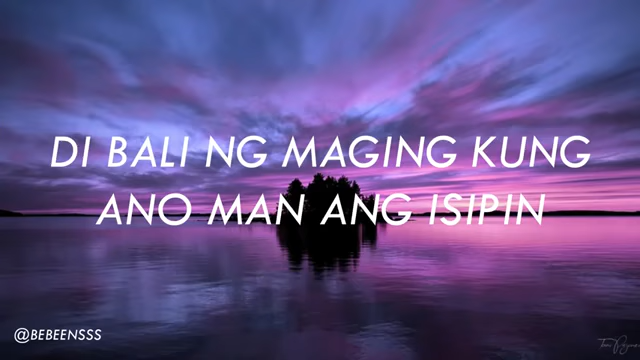 DI BALI NG MAGING KUNG
ANO MAN ANG ISIPIN
@BEBEENSSS